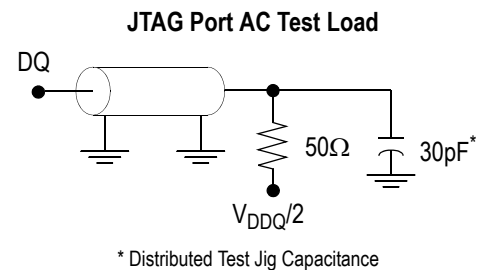 JTAG Port AC Test Load
DQ
50Ω
30pF*
VDDQ/2
* Distributed Test Jig Capacitance